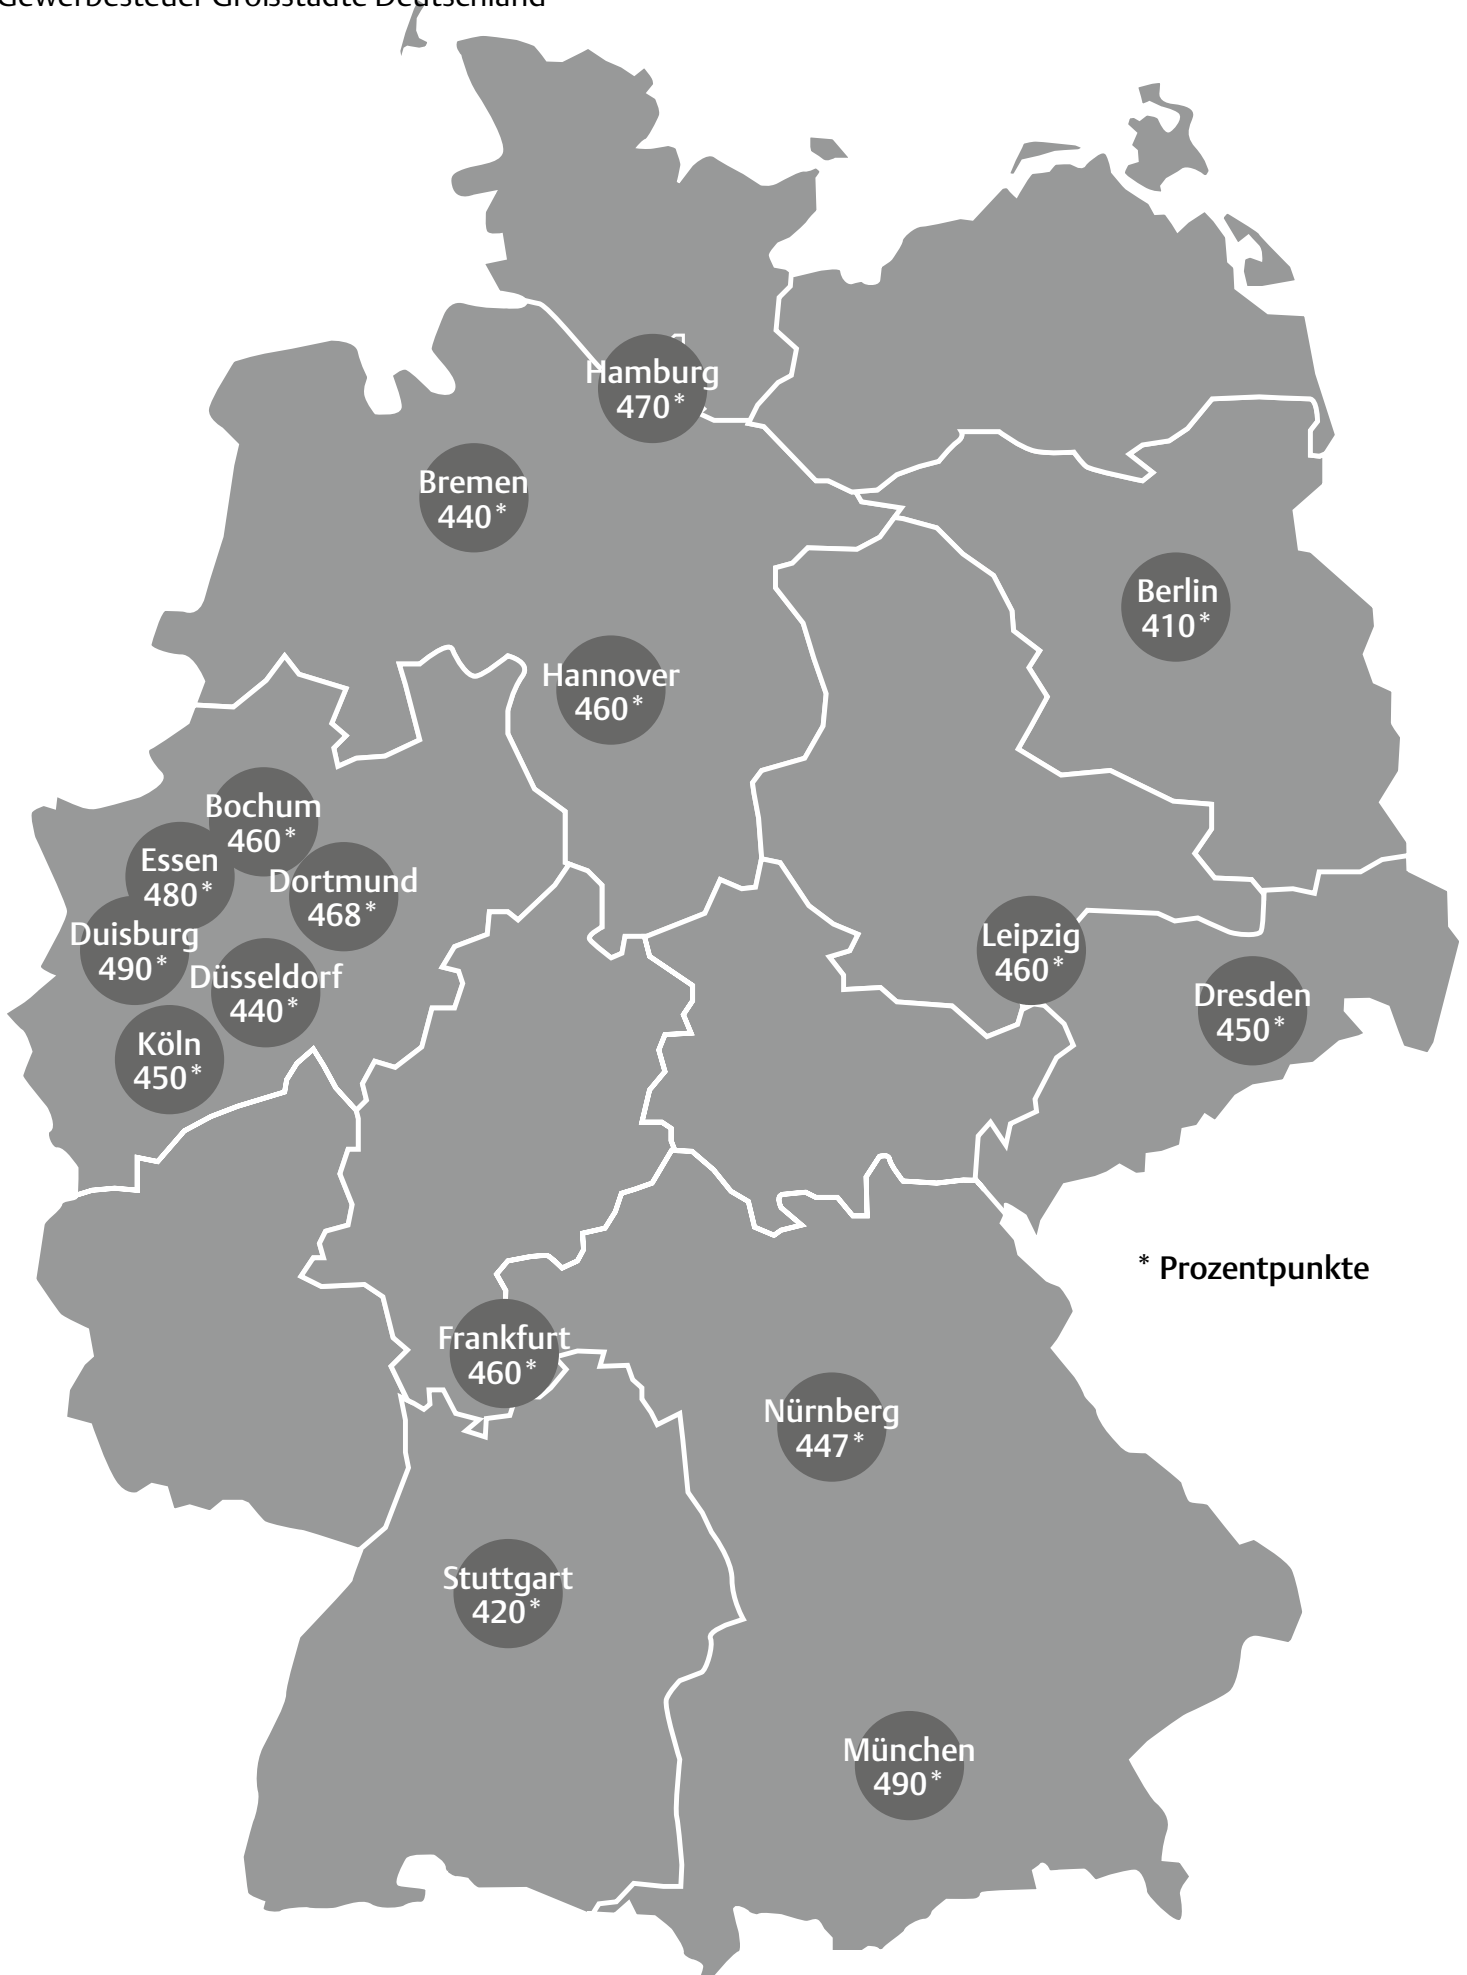 Gewerbesteuer Großstädte Deutschland
Hamburg
470*
Bremen
440*
Berlin
410*
Hannover
460*
Bochum
460*
Essen
480*
Dortmund
468*
Duisburg
490*
Düsseldorf
440*
Köln
450*
Leipzig
460*
Dresden
450*
* Prozentpunkte
Frankfurt
460*
Nürnberg
447*
Stuttgart
420*
München
490*